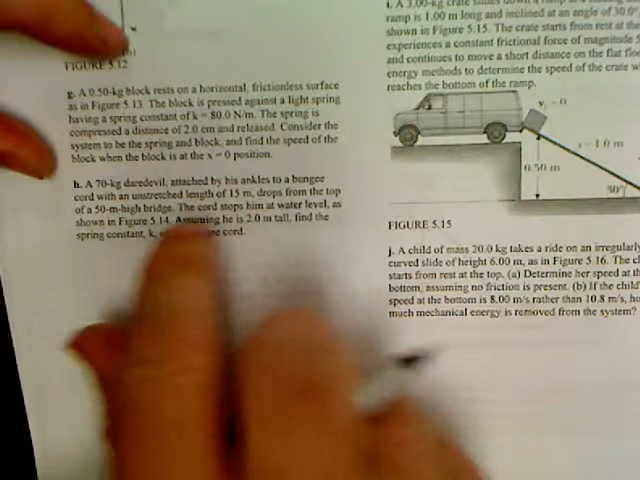 FIGURE 5.12
g. A 0.50-kg block rests on a horizontal, frictionless surface
as in Figure 5.13. The block is pressed against a light spring
having a spring constant of k = 80.0 N/m. The spring is
compressed a distance of 2.0 cm and released. Consider the
system to be the spring and block, and find the speed of the
block when the block is at the x = 0 position.
h. A 70-kg daredevil, attached by his ankles to a bungee
cord with an unstretched length of 15 m, drops from the top
of a 50-m-high bridge. The cord stops him at water level, as
shown in Figure 5.14. Assuming he is 2.0 m tall, find the
spring constant, k, cord.
i. A 3.00-kg crate slides down a ramp
ramp is 1.00 m long and inclined at an angle of 30.0°
shown in Figure 5.15. The crate starts from rest at the
experiences a constant frictional force of magnitude 5
and continues to move a short distance on the flat floo
energy methods to determine the speed of the crate w
reaches the bottom of the ramp.
vᵢ = 0
s = 1.0 m
0.50 m
30°
FIGURE 5.15
j. A child of mass 20.0 kg takes a ride on an irregularly
curved slide of height 6.00 m, as in Figure 5.16. The c
starts from rest at the top. (a) Determine her speed at th
bottom, assuming no friction is present. (b) If the child
speed at the bottom is 8.00 m/s rather than 10.8 m/s, ho
much mechanical energy is removed from the system?